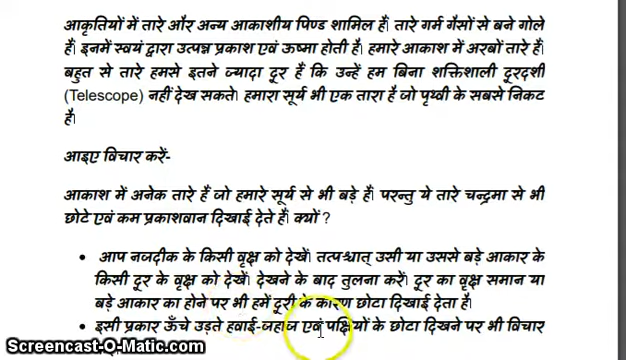 आकृतियों में तारे और अन्य आकाशीय पिण्ड शामिल हैं। तारे गर्म गैसों से बने गोले
हैं। इनमें स्वयं द्वारा उत्पन्न प्रकाश एवं ऊष्मा होती है। हमारे आकाश में अरबों तारे हैं।
बहुत से तारे हमसे इतने ज्यादा दूर हैं कि उन्हें हम बिना शक्तिशाली दूरदर्शी
(Telescope) नहीं देख सकते। हमारा सूर्य भी एक तारा है जो पृथ्वी के सबसे निकट
है।
आइए विचार करें-
आकाश में अनेक तारे हैं जो हमारे सूर्य से भी बड़े हैं। परन्तु ये तारे चन्द्रमा से भी
छोटे एवं कम प्रकाशवान दिखाई देते हैं। क्यों ?
• आप नजदीक के किसी वृक्ष को देखें। तत्पश्चात् उसी या उससे बड़े आकार के
किसी दूर के वृक्ष को देखें। देखने के बाद तुलना करें। दूर का वृक्ष समान या
बड़े आकार का होने पर भी हमें दूरी के कारण छोटा दिखाई देता है।
• इसी प्रकार ऊँचे उड़ते हवाई-जहाज एवं पक्षियों के छोटा दिखने पर भी विचार
Screencast-O-Matic.com